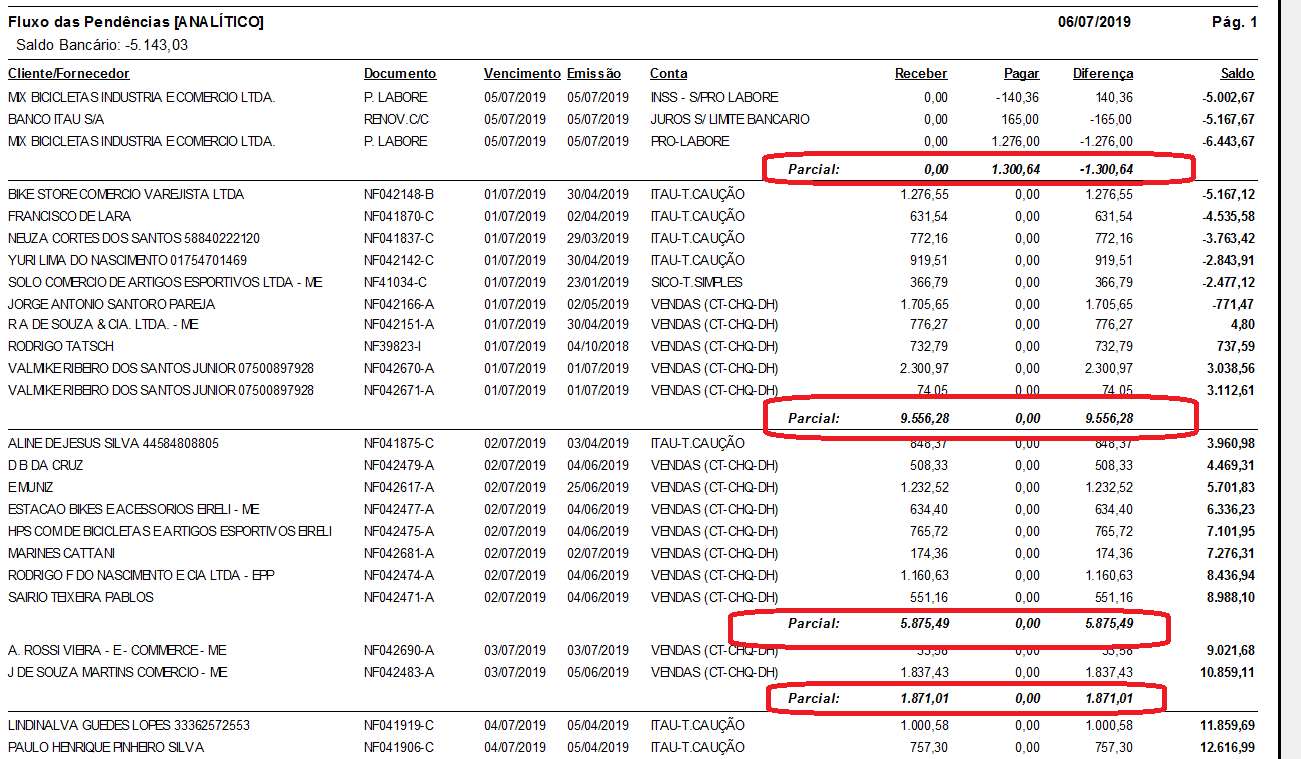 Fluxo das Pendências [ANALÍTICO] 06/07/2019 Pág. 1
Saldo Bancário: -5.143,03
Cliente/Fornecedor Documento Vencimento Emissão Conta Receber Pagar Diferença Saldo
MIX BICICLETAS INDUSTRIA E COMERCIO LTDA. P. LABORE 05/07/2019 05/07/2019 INSS - S/PRO LABORE 0,00 -140,36 140,36 -5.002,67
BANCO ITAU S/A RENOV.C/C 05/07/2019 05/07/2019 JUROS S/ LIMITE BANCARIO 0,00 165,00 -165,00 -5.167,67
MIX BICICLETAS INDUSTRIA E COMERCIO LTDA. P. LABORE 05/07/2019 05/07/2019 PRO-LABORE 0,00 1.276,00 -1.276,00 -6.443,67
Parcial: 0,00 1.300,64 -1.300,64
BIKE STORE COMERCIO VAREJISTA LTDA NF042148-B 01/07/2019 30/04/2019 ITAU-T.CAUÇÃO 1.276,55 0,00 1.276,55 -5.167,12
FRANCISCO DE LARA NF041870-C 01/07/2019 02/04/2019 ITAU-T.CAUÇÃO 631,54 0,00 631,54 -4.535,58
NEUZA CORTES DOS SANTOS 58840222120 NF041837-C 01/07/2019 29/03/2019 ITAU-T.CAUÇÃO 772,16 0,00 772,16 -3.763,42
YURI LIMA DO NASCIMENTO 01754701469 NF042142-C 01/07/2019 30/04/2019 ITAU-T.CAUÇÃO 919,51 0,00 919,51 -2.843,91
SOLO COMERCIO DE ARTIGOS ESPORTIVOS LTDA - ME NF41034-C 01/07/2019 23/01/2019 SICO-T.SIMPLES 366,79 0,00 366,79 -2.477,12
JORGE ANTONIO SANTORO PAREJA NF042166-A 01/07/2019 02/05/2019 VENDAS (CT-CHQ-DH) 1.705,65 0,00 1.705,65 -771,47
R A DE SOUZA & CIA. LTDA. - ME NF042151-A 01/07/2019 30/04/2019 VENDAS (CT-CHQ-DH) 776,27 0,00 776,27 4,80
RODRIGO TATSCH NF39823-I 01/07/2019 04/10/2018 VENDAS (CT-CHQ-DH) 732,79 0,00 732,79 737,59
VALMIKE RIBEIRO DOS SANTOS JUNIOR 07500897928 NF042670-A 01/07/2019 01/07/2019 VENDAS (CT-CHQ-DH) 2.300,97 0,00 2.300,97 3.038,56
VALMIKE RIBEIRO DOS SANTOS JUNIOR 07500897928 NF042671-A 01/07/2019 01/07/2019 VENDAS (CT-CHQ-DH) 74,05 0,00 74,05 3.112,61
Parcial: 9.556,28 0,00 9.556,28
ALINE DE JESUS SILVA 44584808805 NF041875-C 02/07/2019 03/04/2019 ITAU-T.CAUÇÃO 848,37 0,00 848,37 3.960,98
D B DA CRUZ NF042479-A 02/07/2019 04/06/2019 VENDAS (CT-CHQ-DH) 508,33 0,00 508,33 4.469,31
E MUNIZ NF042617-A 02/07/2019 25/06/2019 VENDAS (CT-CHQ-DH) 1.232,52 0,00 1.232,52 5.701,83
ESTACAO BIKES E ACESSORIOS EIRELI - ME NF042477-A 02/07/2019 04/06/2019 VENDAS (CT-CHQ-DH) 634,40 0,00 634,40 6.336,23
HPS COM DE BICICLETAS E ARTIGOS ESPORTIVOS EIRELI NF042475-A 02/07/2019 04/06/2019 VENDAS (CT-CHQ-DH) 765,72 0,00 765,72 7.101,95
MARINES CATTANI NF042681-A 02/07/2019 02/07/2019 VENDAS (CT-CHQ-DH) 174,36 0,00 174,36 7.276,31
RODRIGO F DO NASCIMENTO E CIA LTDA - EPP NF042474-A 02/07/2019 04/06/2019 VENDAS (CT-CHQ-DH) 1.160,63 0,00 1.160,63 8.436,94
SAIRIO TEIXEIRA PABLOS NF042471-A 02/07/2019 04/06/2019 VENDAS (CT-CHQ-DH) 551,16 0,00 551,16 8.988,10
Parcial: 5.875,49 0,00 5.875,49
A. ROSSI VIEIRA - E - COMMERCE - ME NF042690-A 03/07/2019 03/07/2019 VENDAS (CT-CHQ-DH) 33,58 0,00 33,58 9.021,68
J DE SOUZA MARTINS COMERCIO - ME NF042483-A 03/07/2019 05/06/2019 VENDAS (CT-CHQ-DH) 1.837,43 0,00 1.837,43 10.859,11
Parcial: 1.871,01 0,00 1.871,01
LINDINALVA GUEDES LOPES 33362572553 NF041919-C 04/07/2019 05/04/2019 ITAU-T.CAUÇÃO 1.000,58 0,00 1.000,58 11.859,69
PAULO HENRIQUE PINHEIRO SILVA NF041906-C 04/07/2019 05/04/2019 ITAU-T.CAUÇÃO 757,30 0,00 757,30 12.616,99